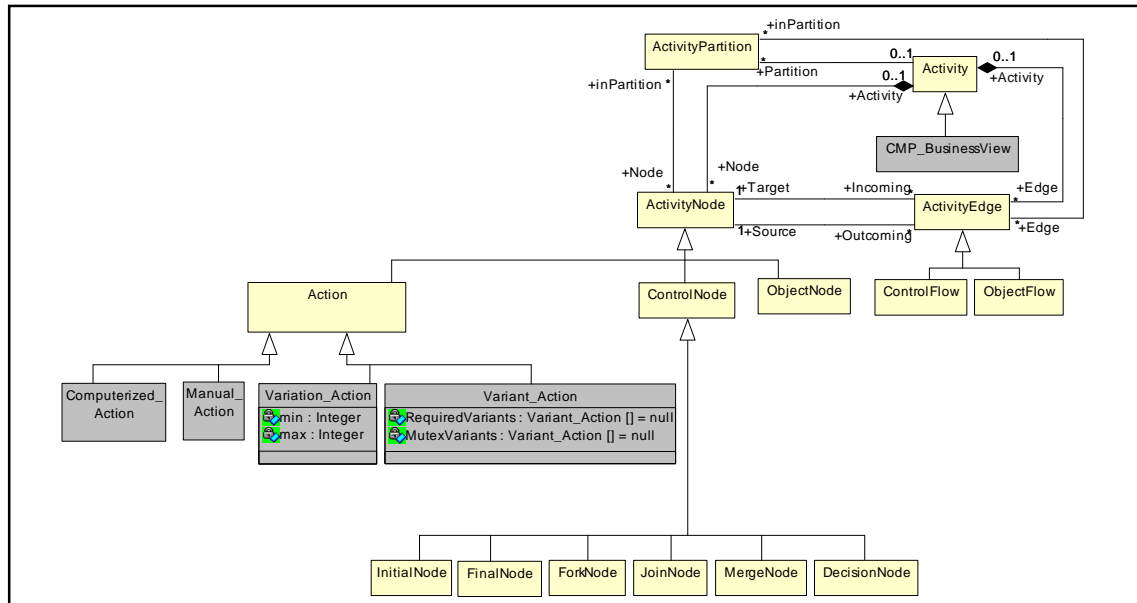 +inPartition
ActivityPartition
*
*
0..1
0..1
+Partition
0..1
Activity
+Activity
+inPartition *
+Activity
CMP_BusinessView
+Node
+Node
*
*
1
+Target
+Incoming
*
*
+Edge
ActivityNode
ActivityEdge
*
+Edge
1
+Source
+Outcoming
*
Action
ControlNode
ObjectNode
ControlFlow
ObjectFlow
Computerized_
Action
Manual_
Action
Variation_Action
min : Integer
max : Integer
Variant_Action
RequiredVariants : Variant_Action [] = null
MutexVariants : Variant_Action [] = null
InitialNode
FinalNode
ForkNode
JoinNode
MergeNode
DecisionNode